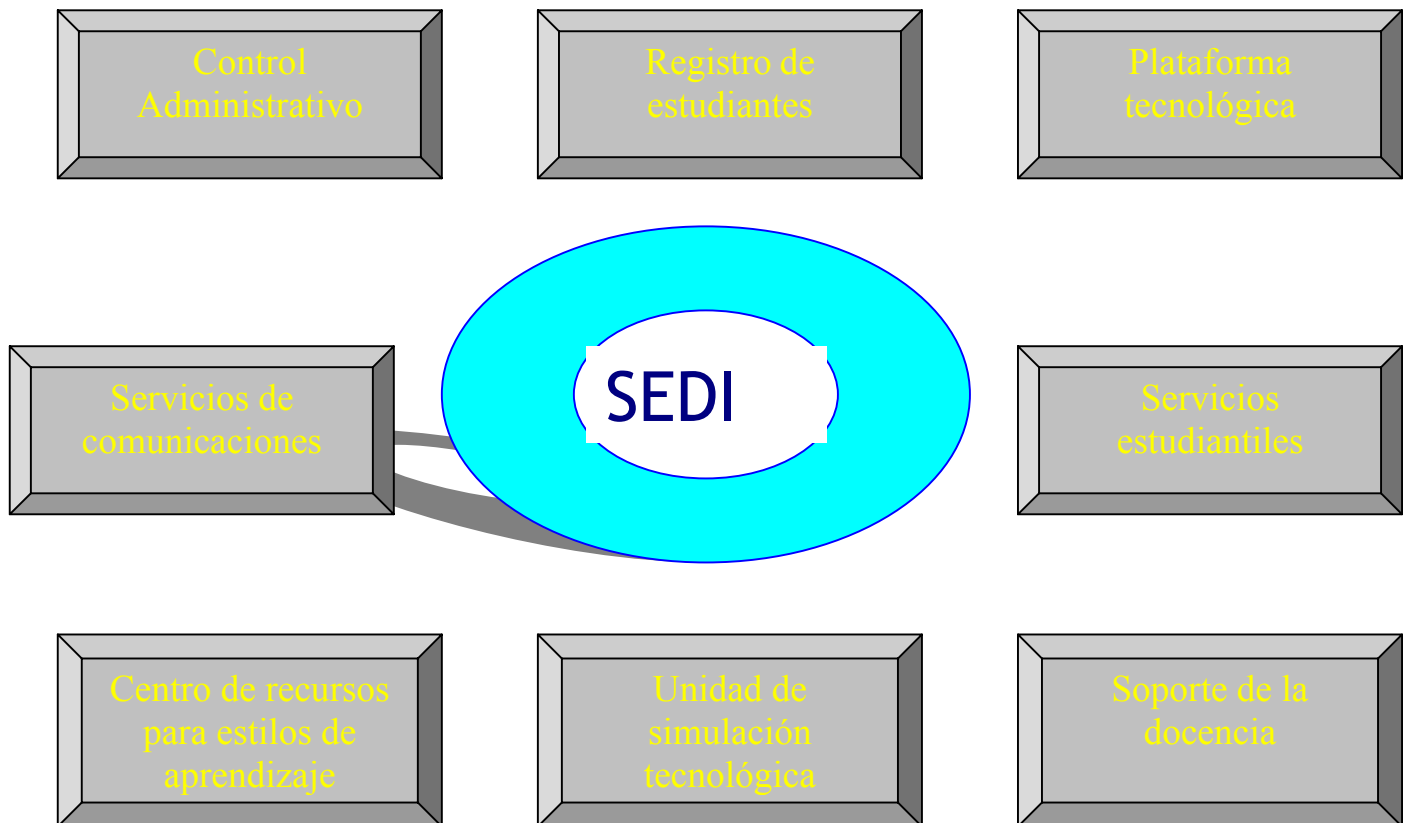 Control
Administrativo
Registro de
estudiantes
Plataforma
tecnológica
Servicios de
comunicaciones
SEDI
Servicios
estudiantiles
Centro de recursos
para estilos de
aprendizaje
Unidad de
simulación
tecnológica
Soporte de la
docencia